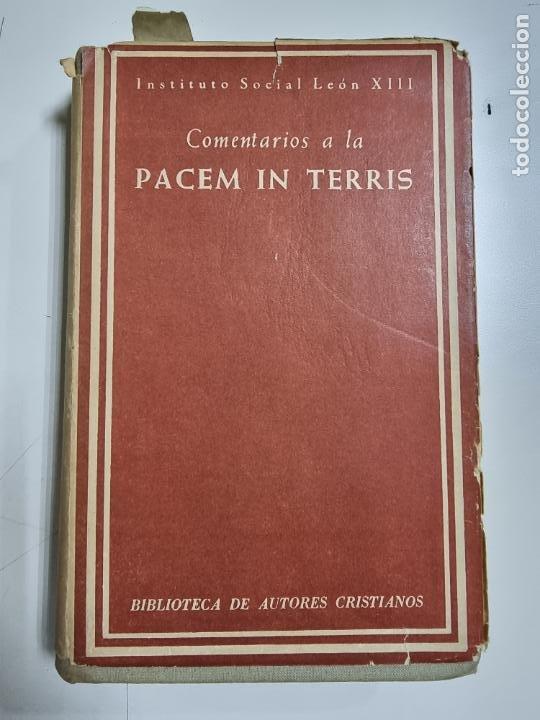 Instituto Social León XIII
Comentarios a la
PACEM IN TERRIS
BIBLIOTECA DE AUTORES CRISTIANOS
todocoleccion